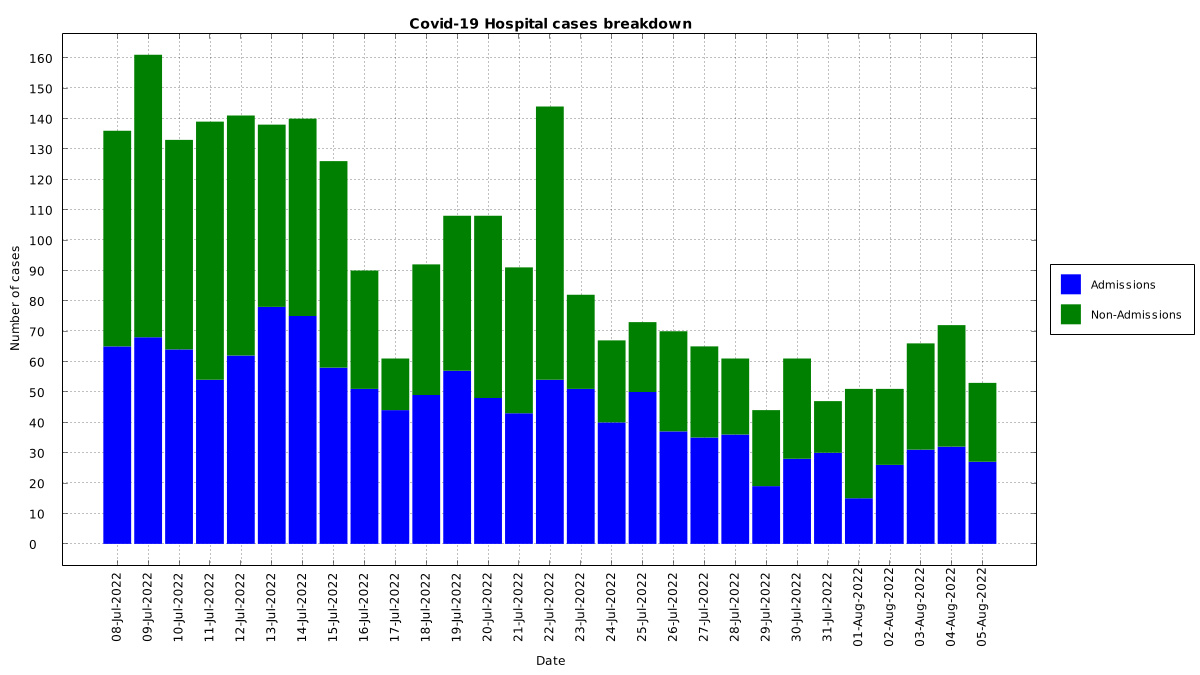 Covid-19 Hospital cases breakdown
160
150
140
130
120
110
100
90
80
70
60
50
40
30
20
10
0
Number of cases
08-Jul-2022
09-Jul-2022
10-Jul-2022
11-Jul-2022
12-Jul-2022
13-Jul-2022
14-Jul-2022
15-Jul-2022
16-Jul-2022
17-Jul-2022
18-Jul-2022
19-Jul-2022
20-Jul-2022
21-Jul-2022
22-Jul-2022
23-Jul-2022
24-Jul-2022
25-Jul-2022
26-Jul-2022
27-Jul-2022
28-Jul-2022
29-Jul-2022
30-Jul-2022
31-Jul-2022
01-Aug-2022
02-Aug-2022
03-Aug-2022
04-Aug-2022
05-Aug-2022
Date
Admissions
Non-Admissions